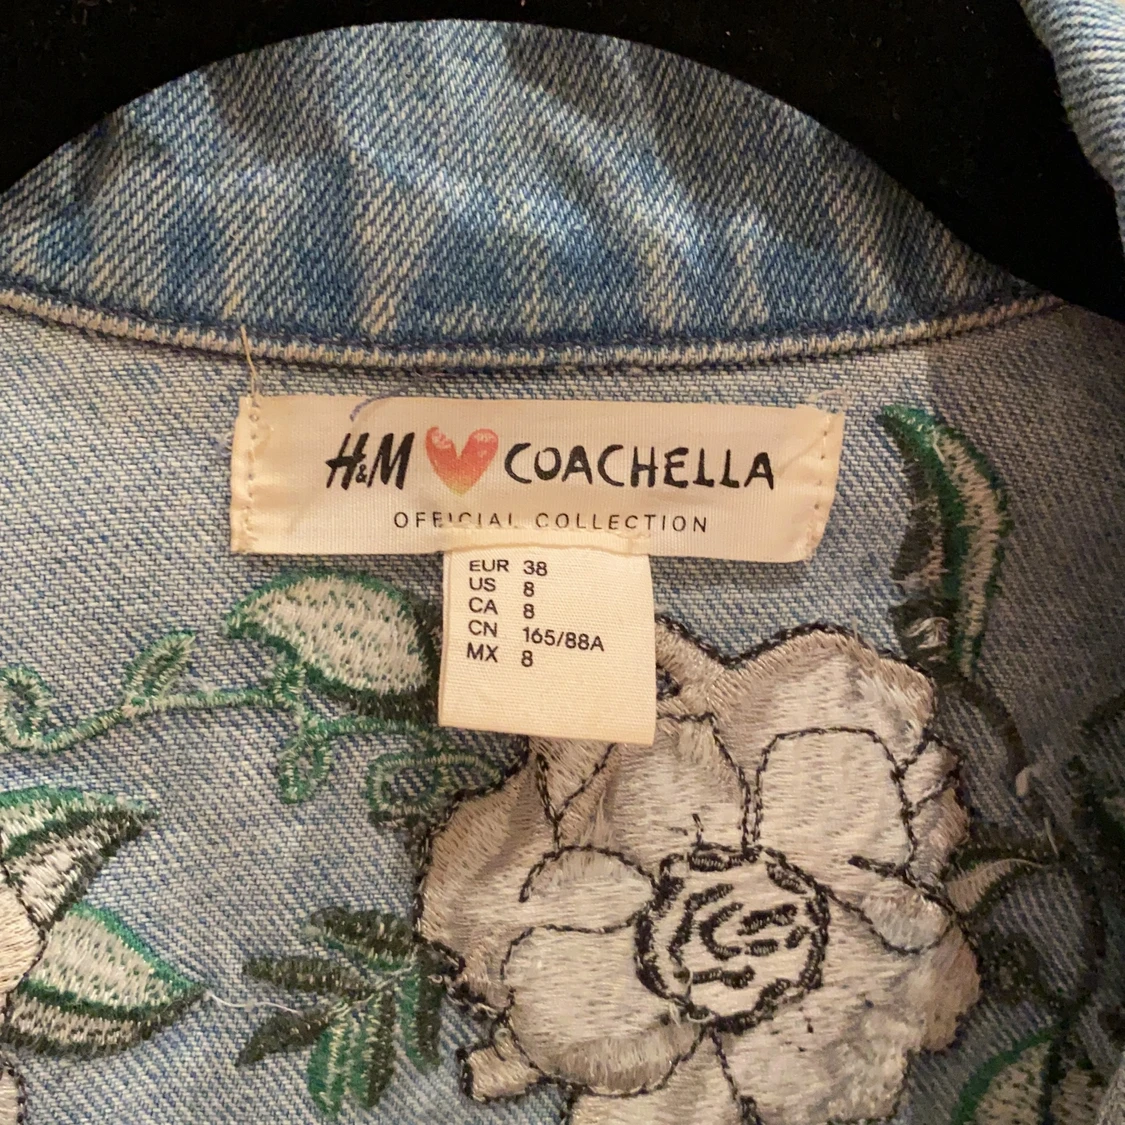 H&M COACHELLA
OFFICIAL COLLECTION
EUR 38
US 8
CA 8
CN 165/88A
MX 8